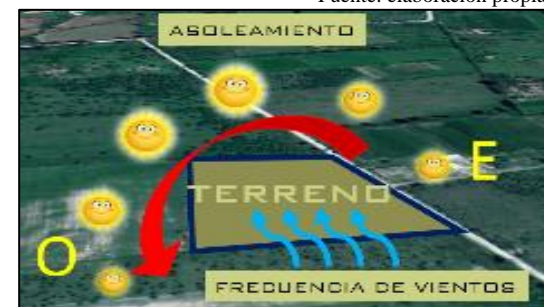 Fuente: elaboración propia
ASOLEAMIENTO
E
TERRENO
O
FRECUENCIA DE VIENTOS